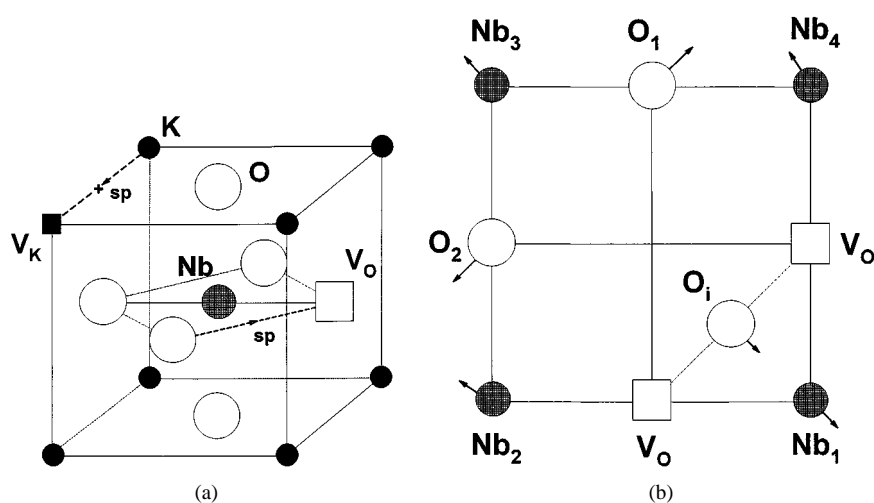 K
sp
O
V_K
Nb
V_O
sp
(a)
Nb_3
O_1
Nb_4
O_2
V_O
O_i
Nb_2
V_O
Nb_1
(b)